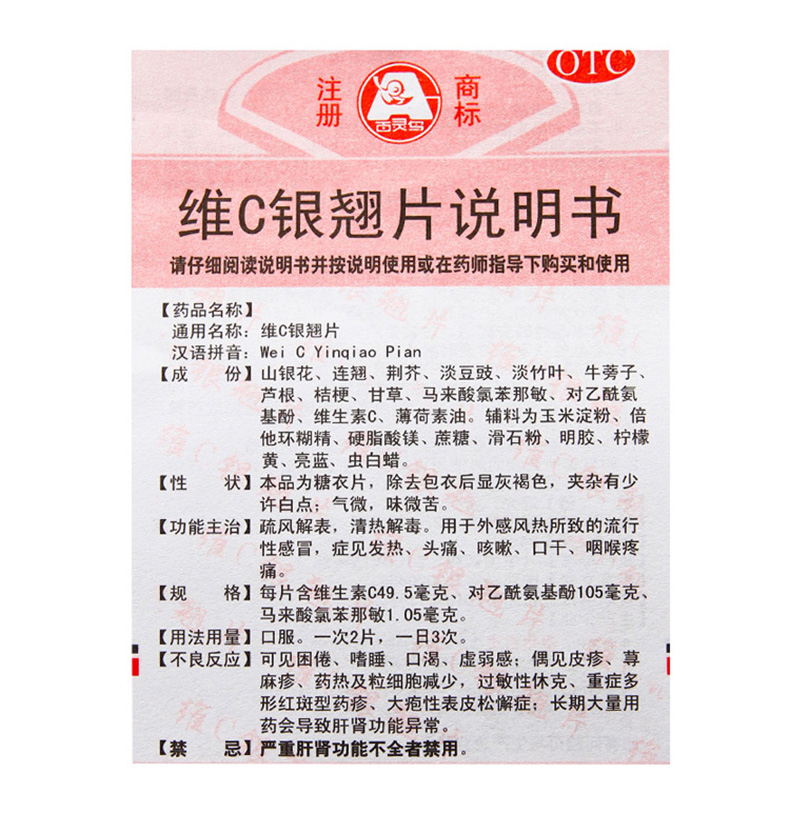 OTC
注册 商标
百灵鸟
维C银翘片说明书
请仔细阅读说明书并按说明使用或在药师指导下购买和使用
【药品名称】
通用名称：维C银翘片
汉语拼音：Wei C Yinqiao Pian
【成 份】山银花、连翘、荆芥、淡豆豉、淡竹叶、牛蒡子、
芦根、桔梗、甘草、马来酸氯苯那敏、对乙酰氨
基酚、维生素C、薄荷素油。辅料为玉米淀粉、倍
他环糊精、硬脂酸镁、蔗糖、滑石粉、明胶、柠檬
黄、亮蓝、虫白蜡。
【性 状】本品为糖衣片，除去包衣后显灰褐色，夹杂有少
许白点；气微，味微苦。
【功能主治】疏风解表，清热解毒。用于外感风热所致的流行
性感冒，症见发热、头痛、咳嗽、口干、咽喉疼
痛。
【规 格】每片含维生素C49.5毫克、对乙酰氨基酚105毫克、
马来酸氯苯那敏1.05毫克。
【用法用量】口服。一次2片，一日3次。
【不良反应】可见困倦、嗜睡、口渴、虚弱感；偶见皮疹、荨
麻疹、药热及粒细胞减少，过敏性休克、重症多
形红斑型药疹、大疱性表皮松懈症；长期大量用
药会导致肝肾功能异常。
【禁 忌】严重肝肾功能不全者禁用。